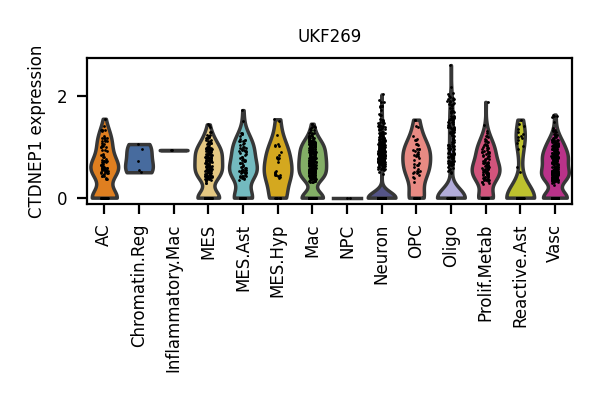 UKF269
CTDNEP1 expression
2
0
AC
Chromatin.Reg
Inflammatory.Mac
MES
MES.Ast
MES.Hyp
Mac
NPC
Neuron
OPC
Oligo
Prolif.Metab
Reactive.Ast
Vasc